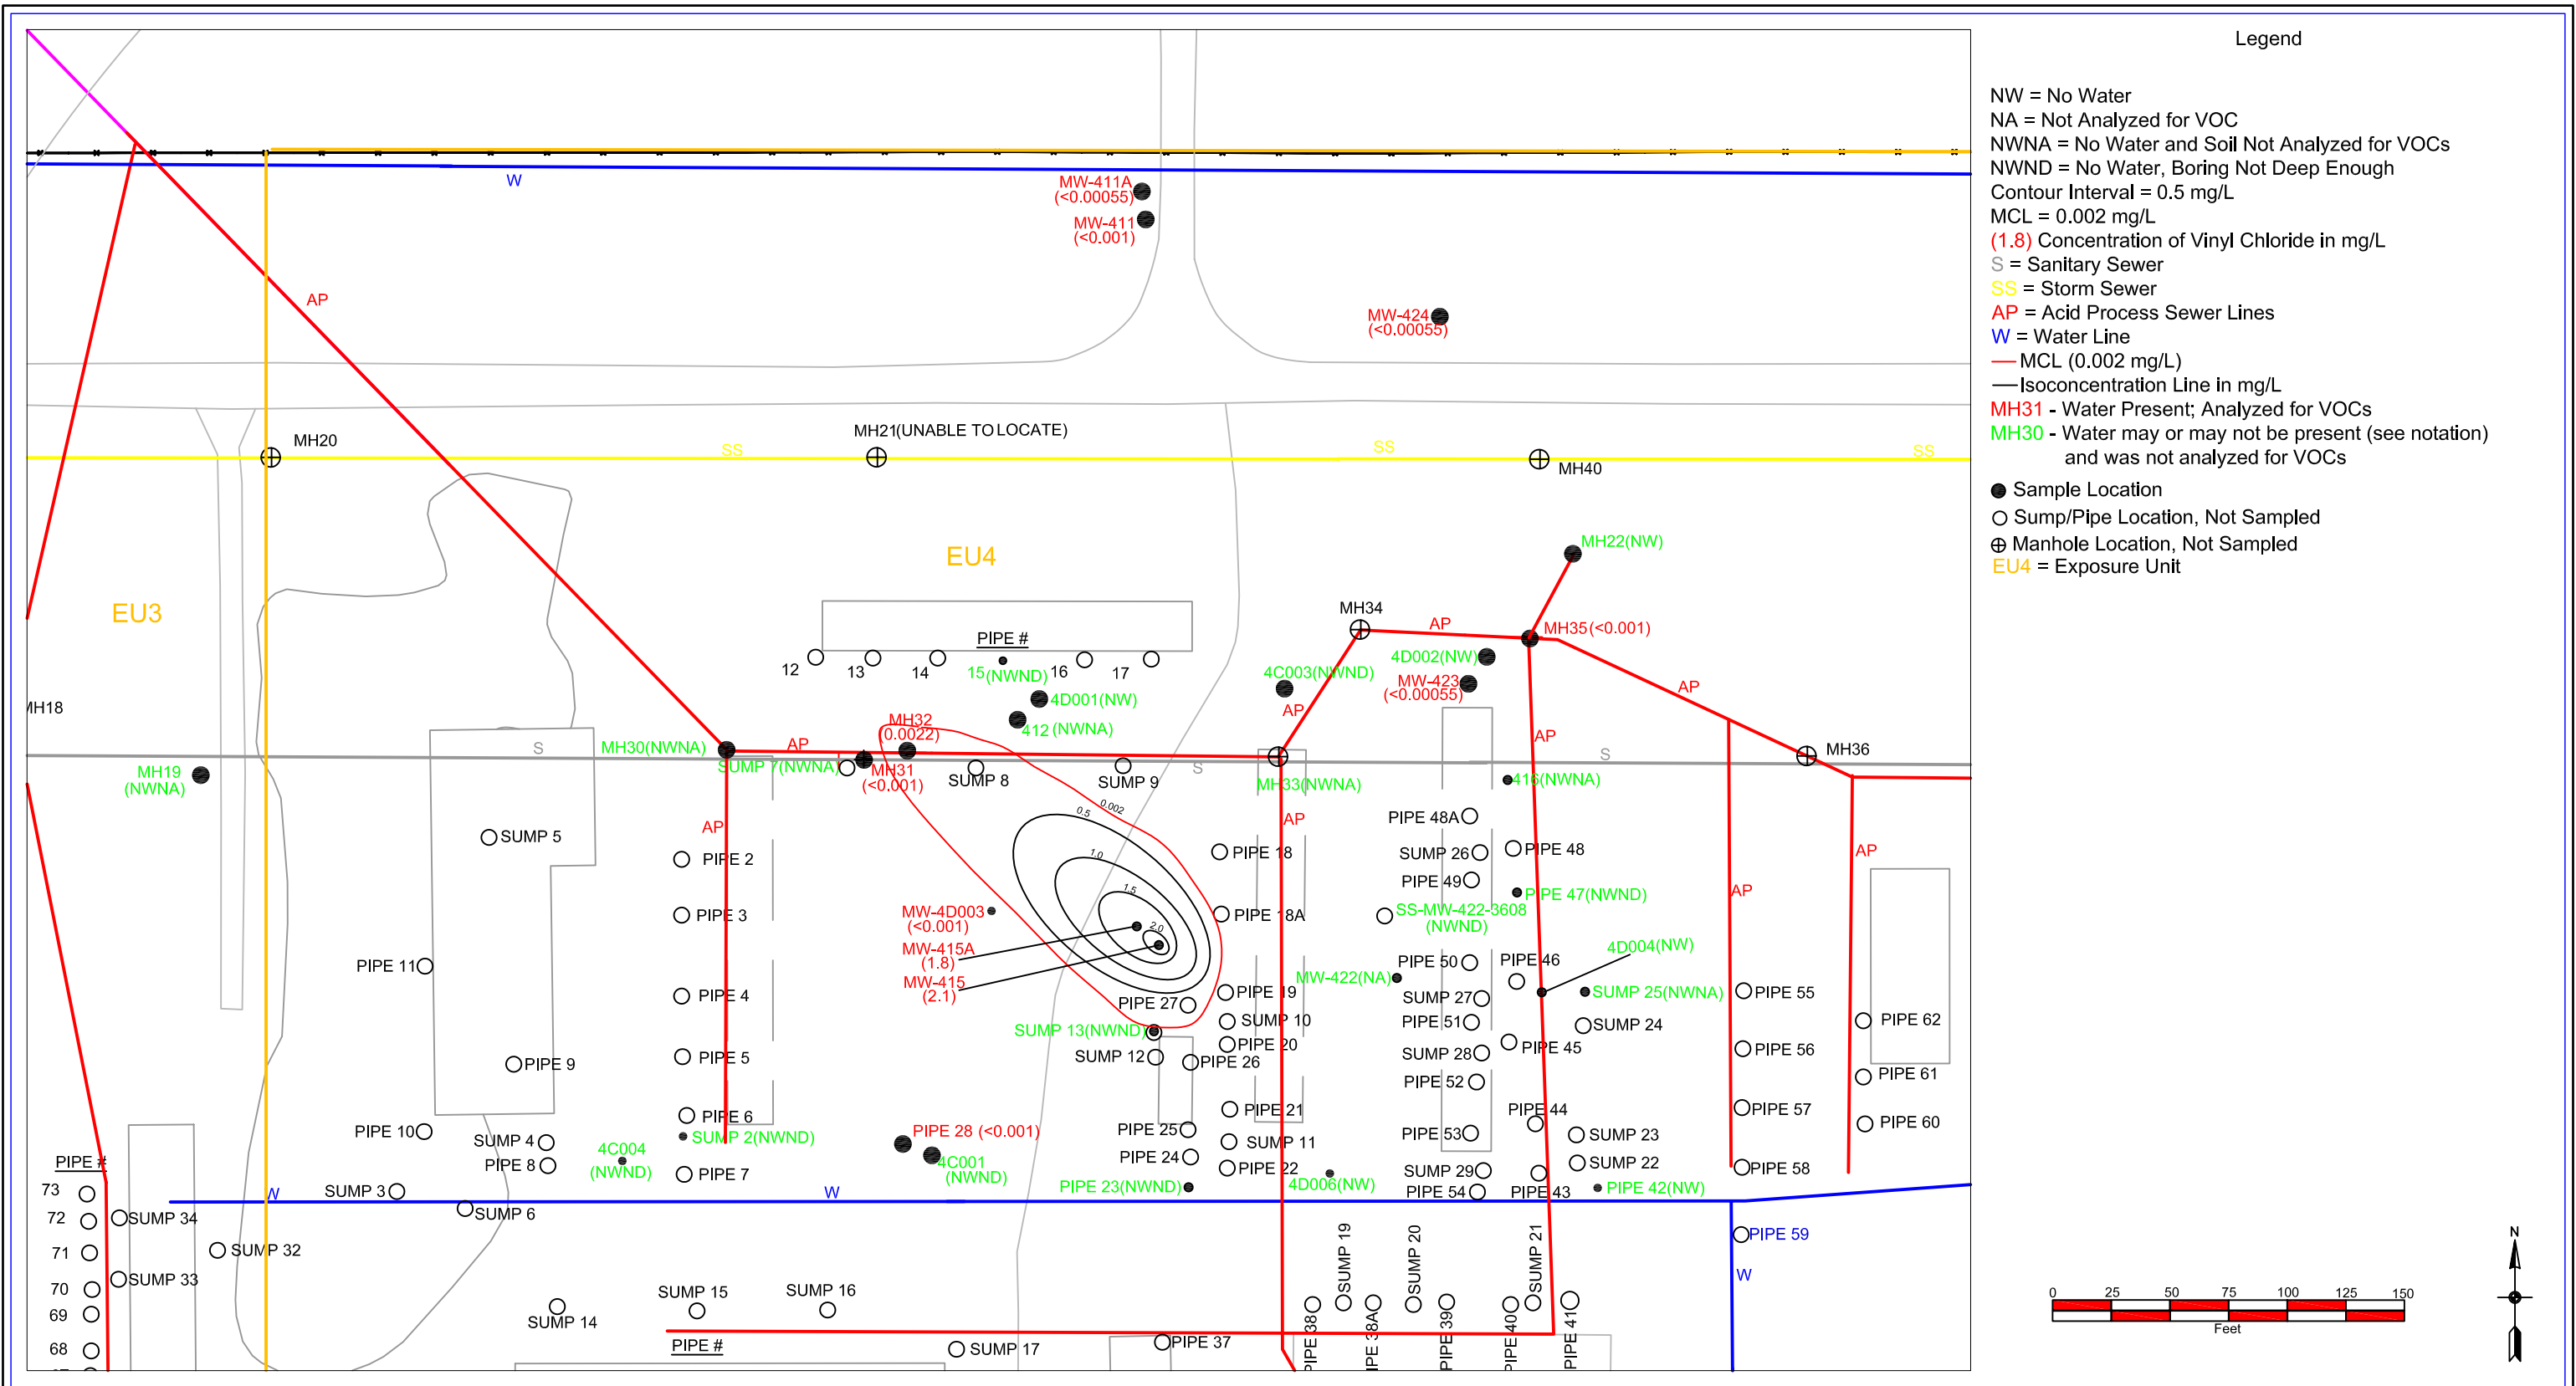 Legend
NW = No Water
NA = Not Analyzed for VOC
NWNA = No Water and Soil Not Analyzed for VOCs
NWND = No Water, Boring Not Deep Enough
Contour Interval = 0.5 mg/L
MCL = 0.002 mg/L
(1.8) Concentration of Vinyl Chloride in mg/L
S = Sanitary Sewer
SS = Storm Sewer
AP = Acid Process Sewer Lines
W = Water Line
MCL (0.002 mg/L)
Isoconcentration Line in mg/L
MH31 - Water Present; Analyzed for VOCs
MH30 - Water may or may not be present (see notation)
and was not analyzed for VOCs
Sample Location
Sump/Pipe Location, Not Sampled
Manhole Location, Not Sampled
EU4 = Exposure Unit
W
MW-411A
(<0.00055)
MW-411
(<0.001)
AP
MW-424
(<0.00055)
MH20
MH21(UNABLE TO LOCATE)
SS
SS
SS
MH40
EU4
EU3
MH22(NW)
MH34
AP
MH35(<0.001)
PIPE #
12
13
14
15(NWND)
16
17
4D001(NW)
412 (NWNA)
4C003(NWND)
4D002(NW)
MW-423
(<0.00055)
AP
AP
AP
MH18
MH32
(0.0022)
MH30(NWNA)
AP
S
SUMP 7(NWNA)
MH31
(<0.001)
SUMP 8
SUMP 9
S
MH33(NWNA)
S
MH36
MH19
(NWNA)
416(NWNA)
0.002
0.5
1.0
1.5
2.0
AP
AP
AP
AP
SUMP 5
PIPE 2
PIPE 3
PIPE 4
PIPE 5
PIPE 6
SUMP 2(NWND)
PIPE 7
PIPE 11
PIPE 9
PIPE 10
SUMP 4
PIPE 8
4C004
(NWND)
SUMP 3
SUMP 6
MW-4D003
(<0.001)
MW-415A
(1.8)
MW-415
(2.1)
PIPE 18
PIPE 18A
PIPE 27
PIPE 19
SUMP 13(NWND)
SUMP 10
SUMP 12
PIPE 20
PIPE 26
PIPE 21
PIPE 25
SUMP 11
PIPE 24
PIPE 22
PIPE 23(NWND)
PIPE 28 (<0.001)
4C001
(NWND)
4D006(NW)
PIPE 48A
SUMP 26
PIPE 48
PIPE 49
PIPE 47(NWND)
SS-MW-422-3608
(NWND)
4D004(NW)
PIPE 50
PIPE 46
MW-422(NA)
SUMP 27
SUMP 25(NWNA)
PIPE 51
SUMP 24
SUMP 28
PIPE 45
PIPE 52
PIPE 44
PIPE 53
SUMP 23
SUMP 29
SUMP 22
PIPE 54
PIPE 43
PIPE 42(NW)
PIPE 55
PIPE 56
PIPE 57
PIPE 58
PIPE 59
PIPE 62
PIPE 61
PIPE 60
W
W
W
PIPE #
73
72
71
70
69
68
SUMP 34
SUMP 32
SUMP 33
SUMP 14
SUMP 15
SUMP 16
SUMP 17
PIPE #
PIPE 37
PIPE 38
SUMP 19
IPE 38A
SUMP 20
PIPE 39
PIPE 40
SUMP 21
PIPE 41
0 25 50 75 100 125 150
Feet
N